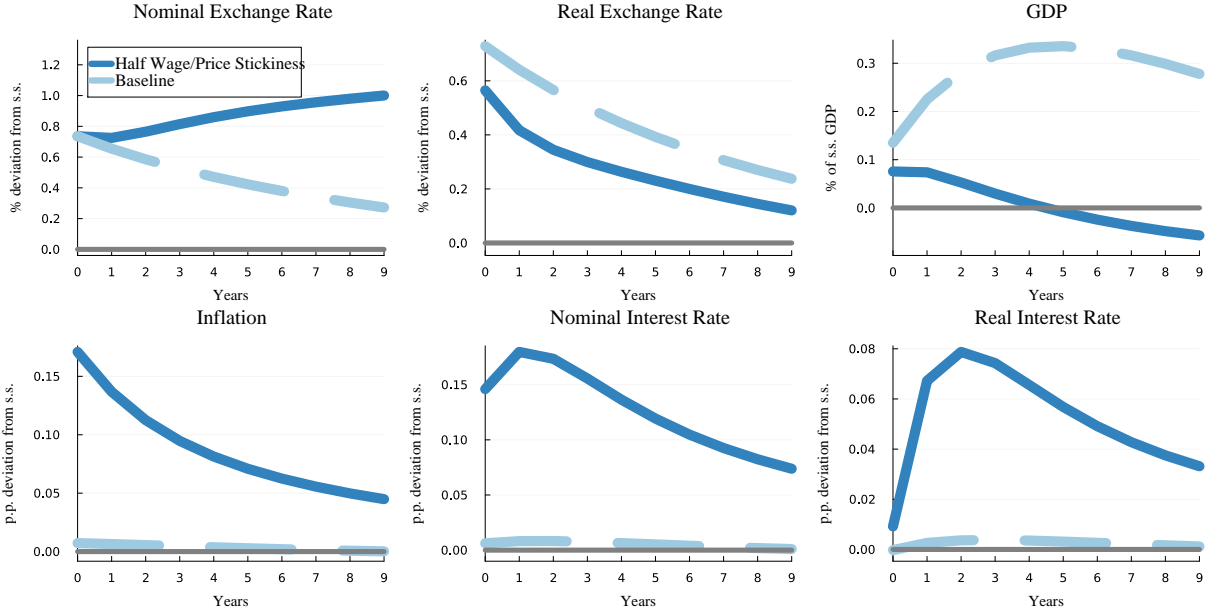 Nominal Exchange Rate
Real Exchange Rate
GDP
% deviation from s.s.
1.2
1.0
0.8
0.6
0.4
0.2
0.0
Half Wage/Price Stickiness
Baseline
0 1 2 3 4 5 6 7 8 9
Years
% deviation from s.s.
0.6
0.4
0.2
0.0
0 1 2 3 4 5 6 7 8 9
Years
% of s.s. GDP
0.3
0.2
0.1
0.0
0 1 2 3 4 5 6 7 8 9
Years
Inflation
Nominal Interest Rate
Real Interest Rate
p.p. deviation from s.s.
0.15
0.10
0.05
0.00
0 1 2 3 4 5 6 7 8 9
Years
p.p. deviation from s.s.
0.15
0.10
0.05
0.00
0 1 2 3 4 5 6 7 8 9
Years
p.p. deviation from s.s.
0.08
0.06
0.04
0.02
0.00
0 1 2 3 4 5 6 7 8 9
Years